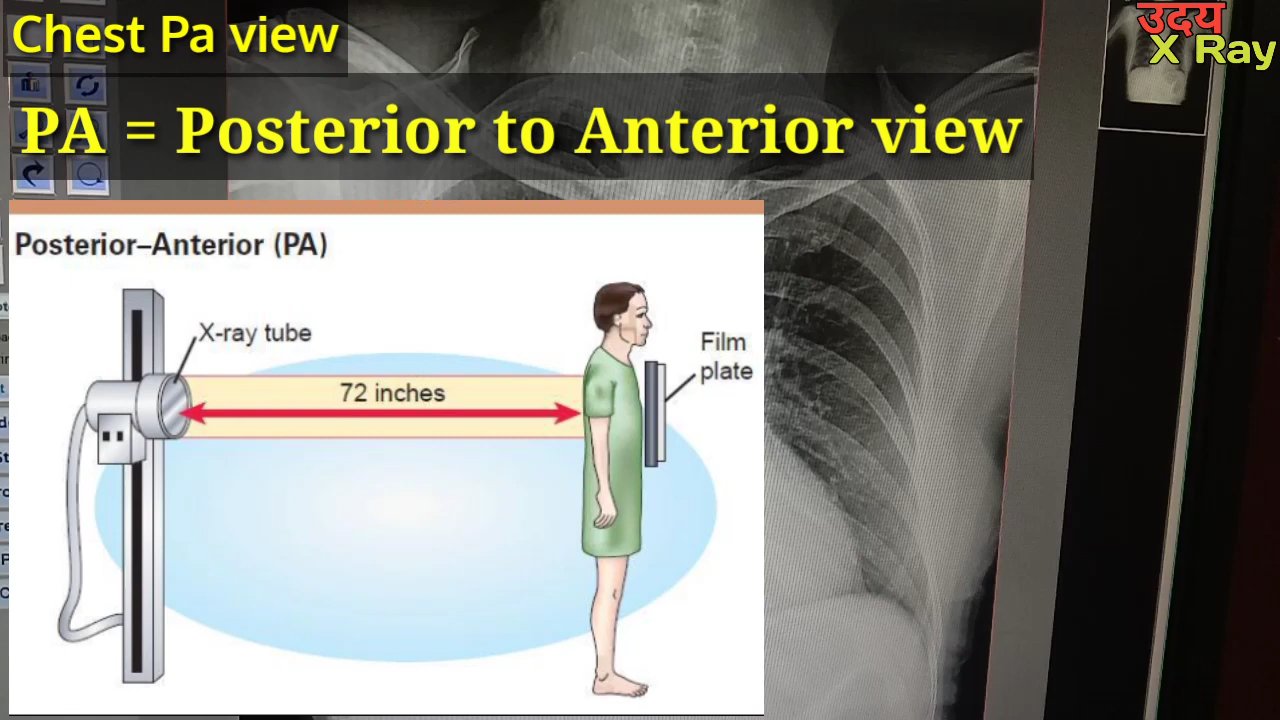 Chest Pa view
उदय
X Ray
PA = Posterior to Anterior view
Posterior–Anterior (PA)
X-ray tube
72 inches
Film
plate